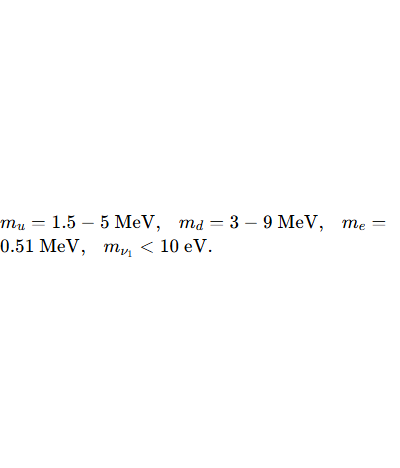 m_u = 1.5 − 5 MeV, m_d = 3 − 9 MeV, m_e =
0.51 MeV, m_{ν_1} < 10 eV.